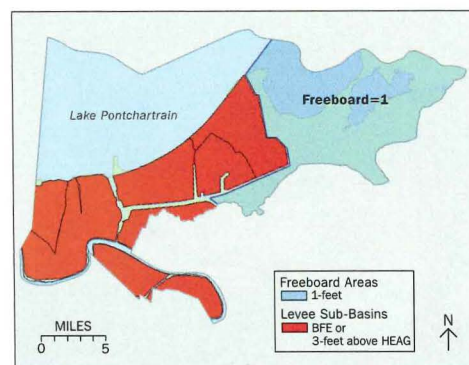 Lake Pontchartrain
Freeboard=1
Freeboard Areas
1-feet
Levee Sub-Basins
BFE or
3-feet above HEAG
MILES
0 5
N